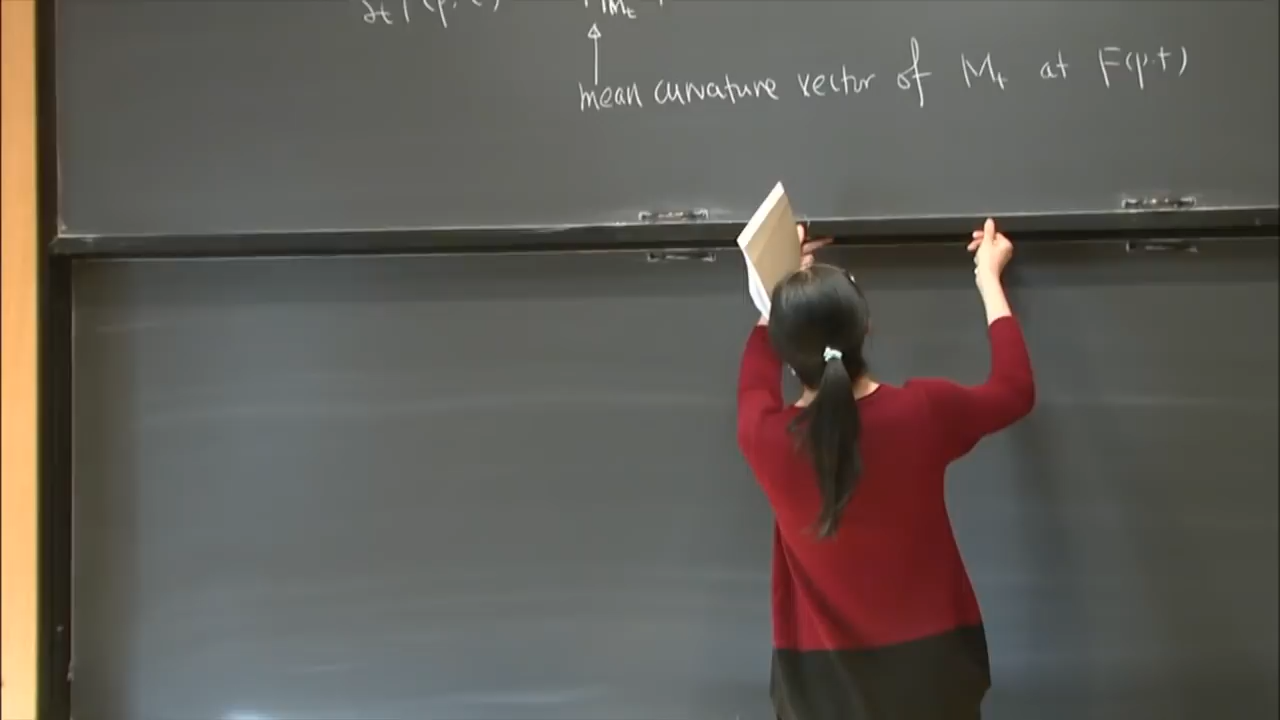 M_t
mean curvature vector of M_t at F(p,t)